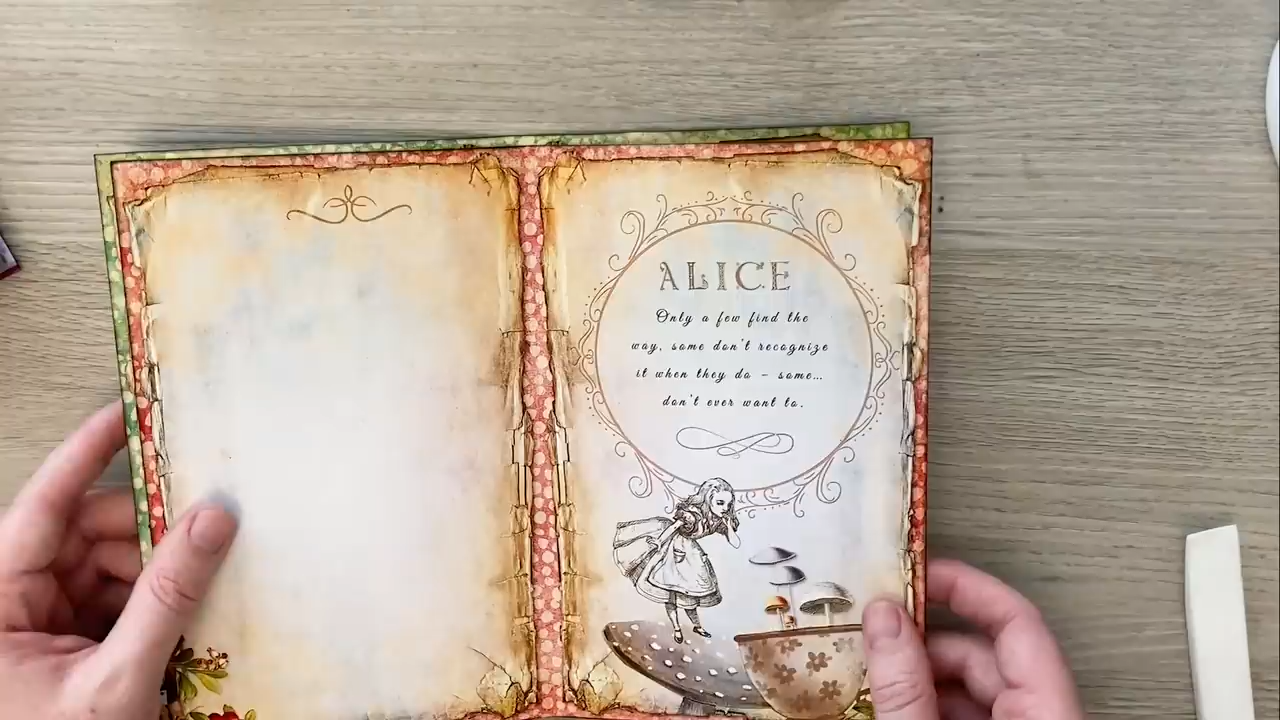 ALICE
Only a few find the
way, some don't recognize
it when they do – some...
don't ever want to.